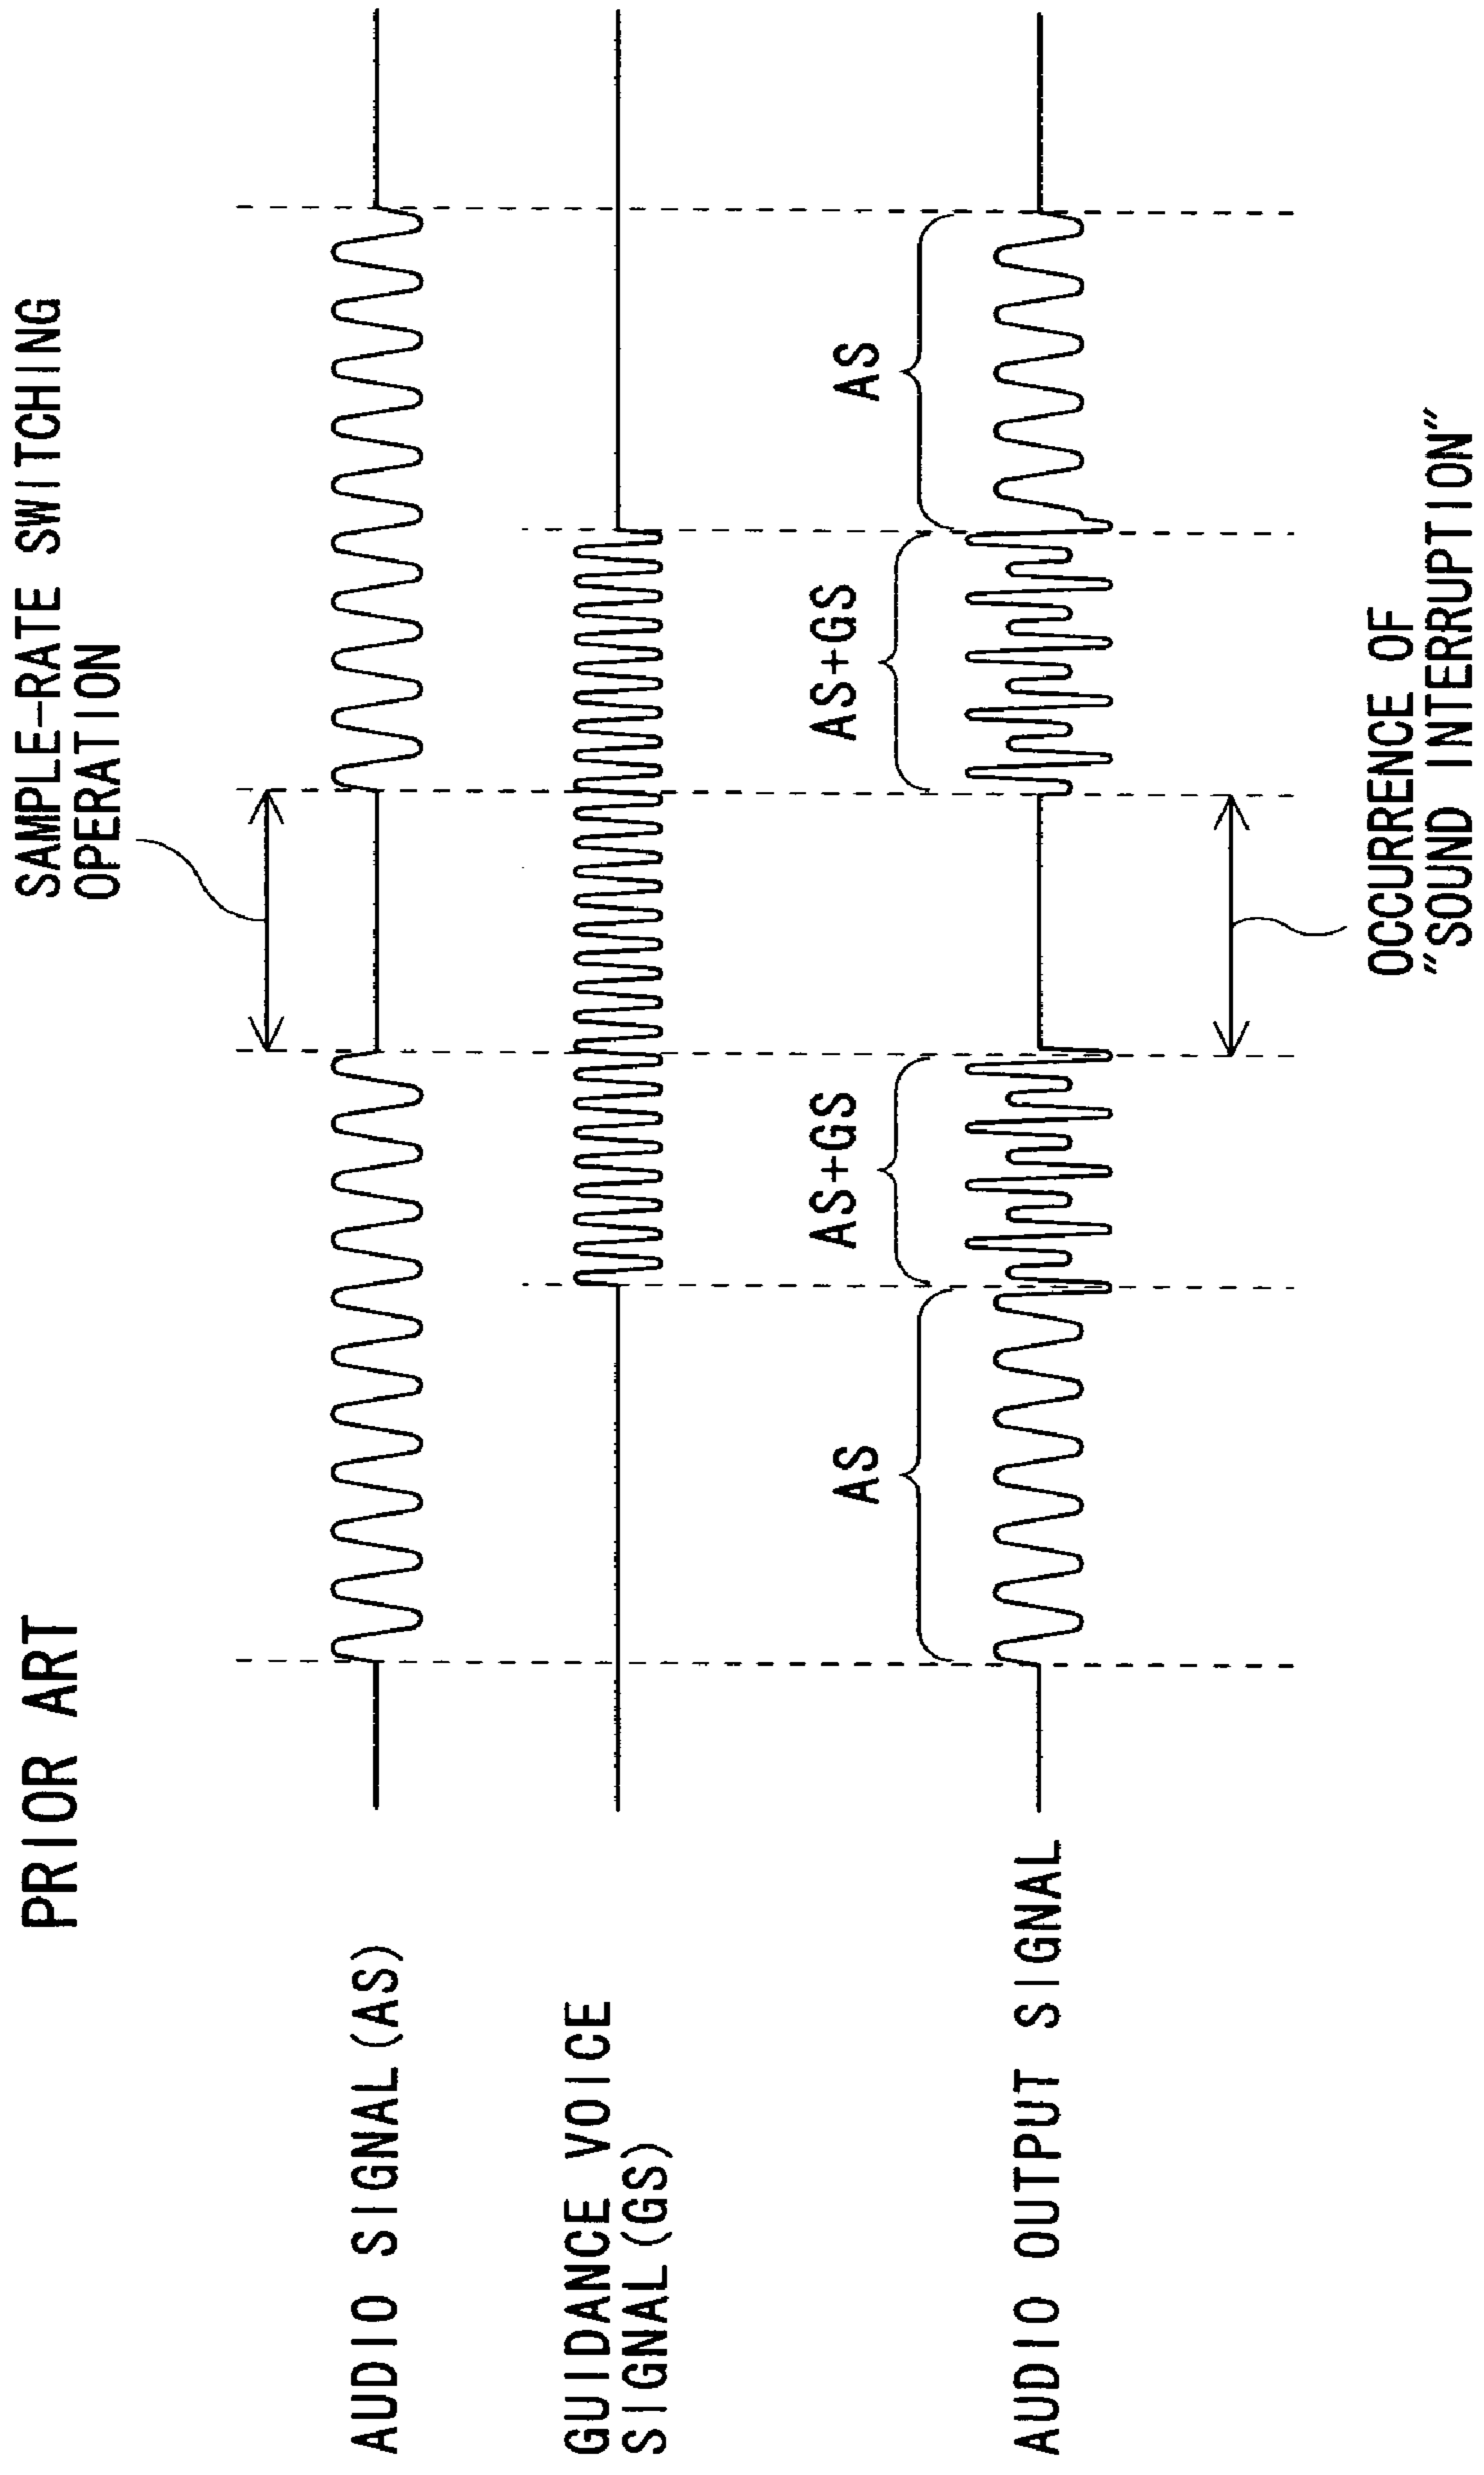 PRIOR ART
SAMPLE-RATE SWITCHING
OPERATION
AUDIO SIGNAL(AS)
GUIDANCE VOICE
SIGNAL(GS)
AS
AS+GS
AS+GS
AS
AUDIO OUTPUT SIGNAL
OCCURRENCE OF
"SOUND INTERRUPTION"